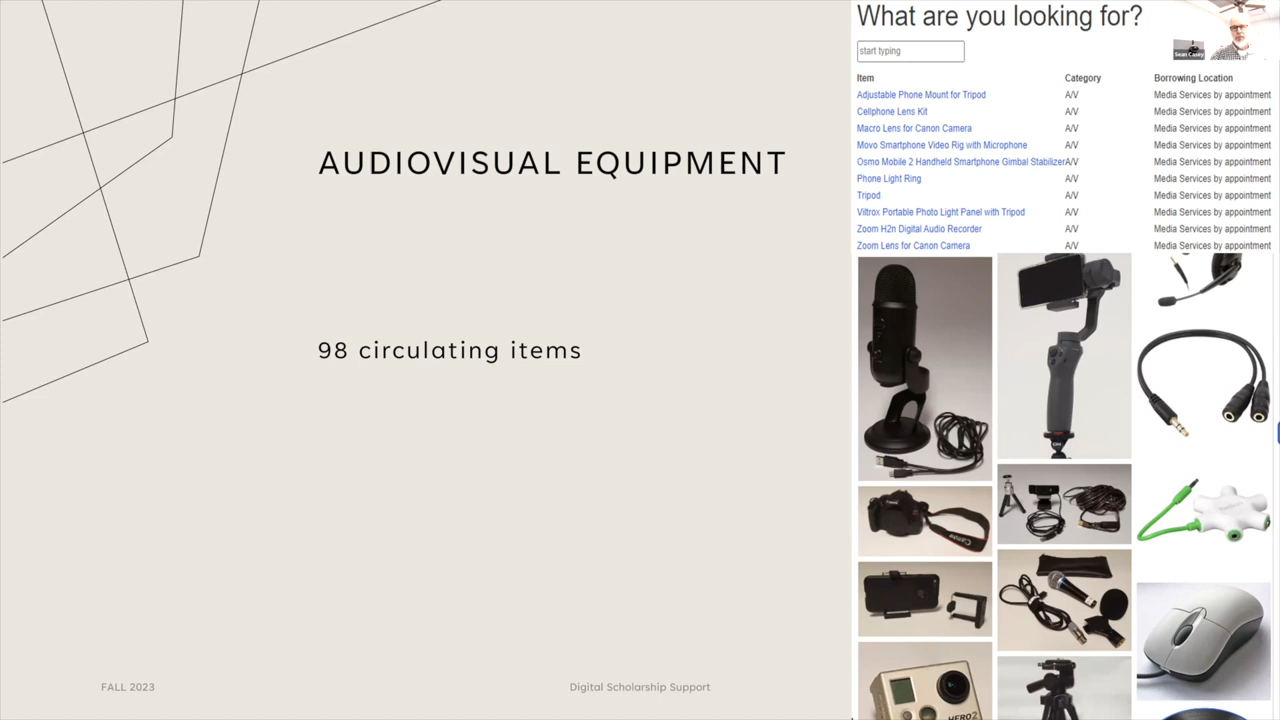 AUDIOVISUAL EQUIPMENT
98 circulating items
FALL 2023
Digital Scholarship Support
What are you looking for?
start typing
Item Category Borrowing Location
Adjustable Phone Mount for Tripod A/V Media Services by appointment
Cellphone Lens Kit A/V Media Services by appointment
Macro Lens for Canon Camera A/V Media Services by appointment
Movo Smartphone Video Rig with Microphone A/V Media Services by appointment
Osmo Mobile 2 Handheld Smartphone Gimbal Stabilizer A/V Media Services by appointment
Phone Light Ring A/V Media Services by appointment
Tripod A/V Media Services by appointment
Viltrox Portable Photo Light Panel with Tripod A/V Media Services by appointment
Zoom H2n Digital Audio Recorder A/V Media Services by appointment
Zoom Lens for Canon Camera A/V Media Services by appointment
Sean Casey
Canon
HERO2